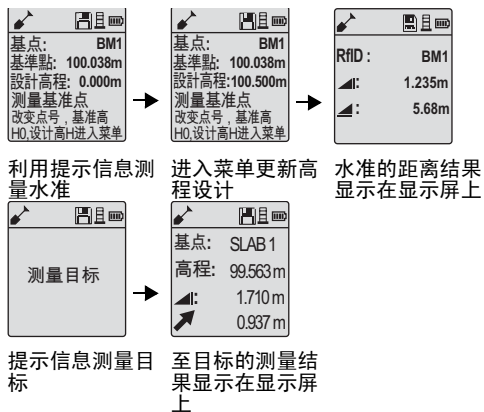 基点: BM1
基準點: 100.038m
設計高程: 0.000m
测量基准点
改变点号，基准高
H0,设计高H进入菜单
利用提示信息测
量水准
基点: BM1
基準點: 100.038m
設計高程:100.500m
测量基准点
改变点号，基准高
H0,设计高H进入菜单
进入菜单更新高
程设计
RfID : BM1
: 1.235m
: 5.68m
水准的距离结果
显示在显示屏上
测量目标
提示信息测量目
标
基点: SLAB 1
高程: 99.563 m
: 1.710 m
0.937 m
至目标的测量结
果显示在显示屏
上